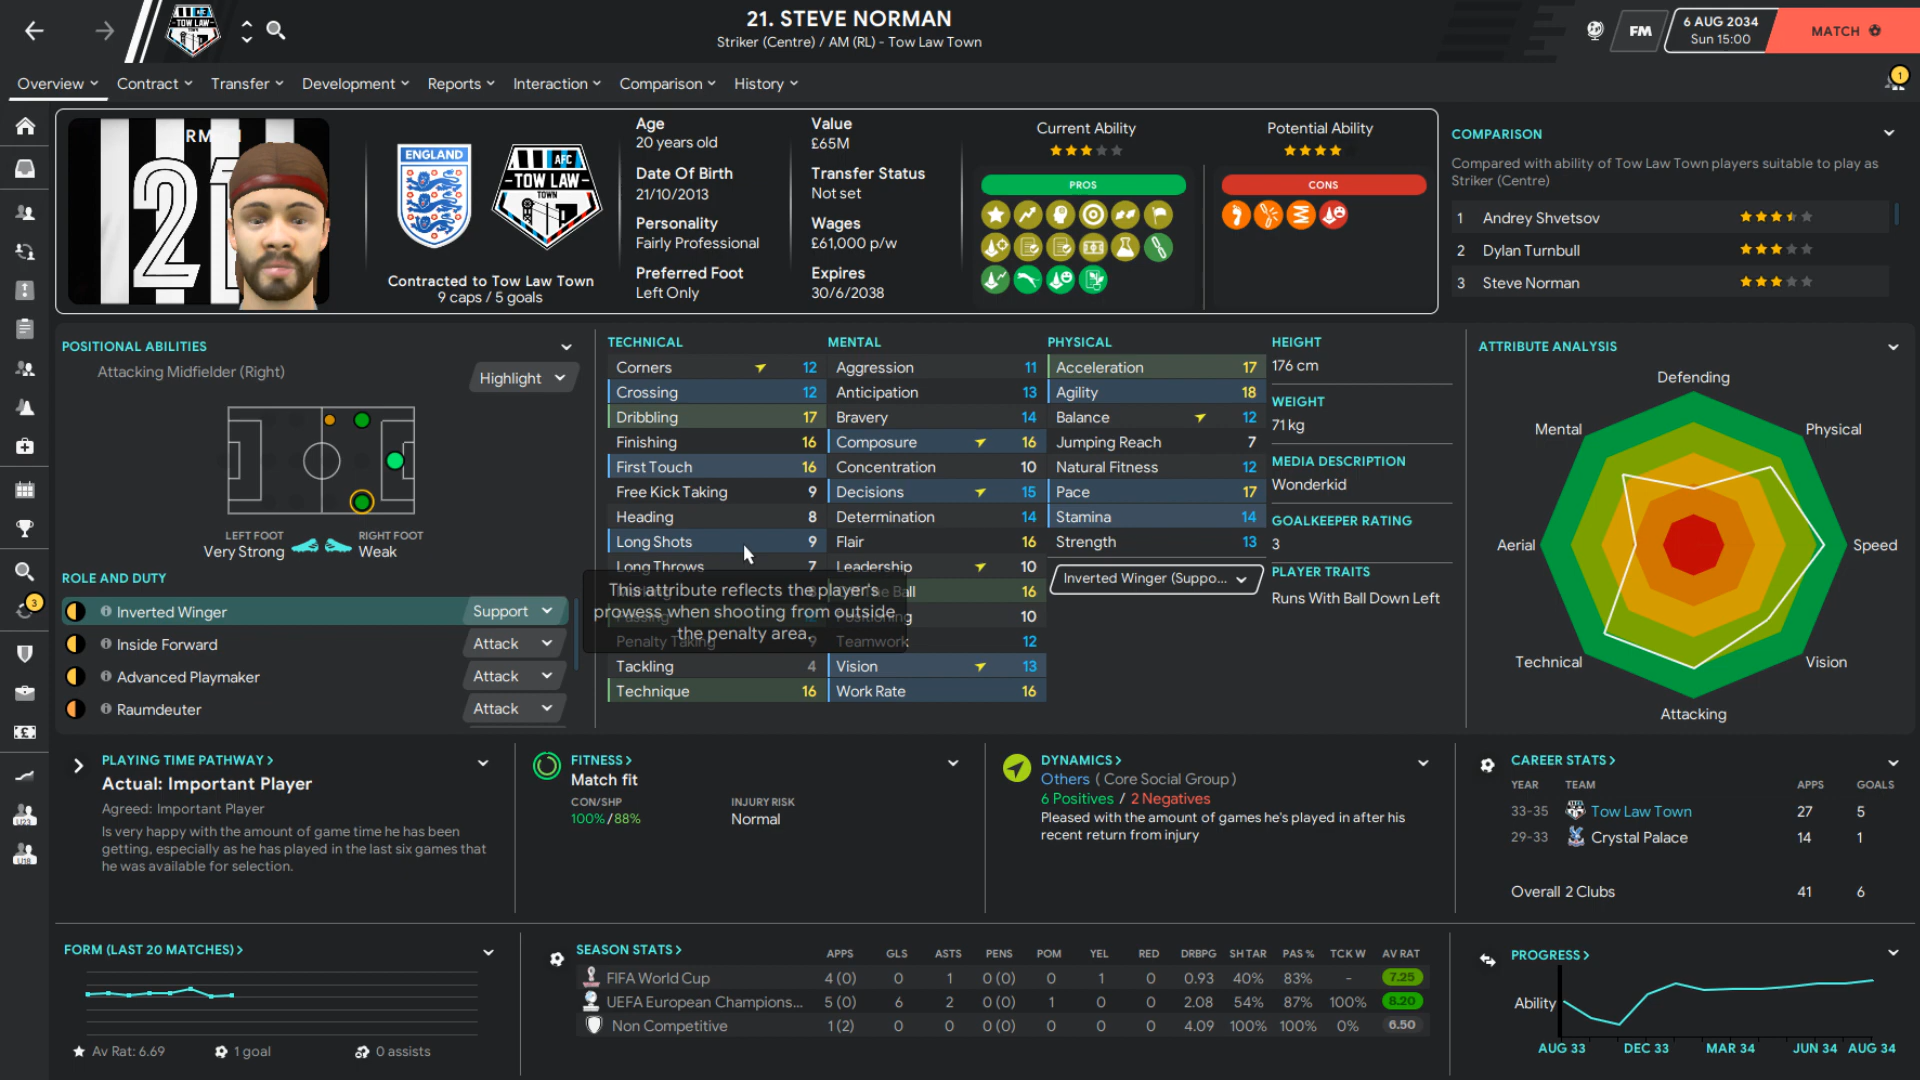 21. STEVE NORMAN
Striker (Centre) / AM (RL) - Tow Law Town
FM
6 AUG 2034
Sun 15:00
MATCH
Overview
Contract
Transfer
Development
Reports
Interaction
Comparison
History
1
21
ENGLAND
AFC
TOW LAW
TOWN
Contracted to Tow Law Town
9 caps / 5 goals
Age
20 years old
Date Of Birth
21/10/2013
Personality
Fairly Professional
Preferred Foot
Left Only
Value
£65M
Transfer Status
Not set
Wages
£61,000 p/w
Expires
30/6/2038
Current Ability
PROS
Potential Ability
CONS
COMPARISON
Compared with ability of Tow Law Town players suitable to play as
Striker (Centre)
1 Andrey Shvetsov
2 Dylan Turnbull
3 Steve Norman
POSITIONAL ABILITIES
Attacking Midfielder (Right)
Highlight
LEFT FOOT
Very Strong
RIGHT FOOT
Weak
ROLE AND DUTY
Inverted Winger Support
Inside Forward Attack
Advanced Playmaker Attack
Raumdeuter Attack
TECHNICAL
Corners 12
Crossing 12
Dribbling 17
Finishing 16
First Touch 16
Free Kick Taking 9
Heading 8
Long Shots 9
Long Throws 7
Penalty Taking 9
Tackling 4
Technique 16
This attribute reflects the player's
prowess when shooting from outside
the penalty area.
MENTAL
Aggression 11
Anticipation 13
Bravery 14
Composure 16
Concentration 10
Decisions 15
Determination 14
Flair 16
Leadership 10
Ball 16
Positioning 10
Teamwork 12
Vision 13
Work Rate 16
PHYSICAL
Acceleration 17
Agility 18
Balance 12
Jumping Reach 7
Natural Fitness 12
Pace 17
Stamina 14
Strength 13
Inverted Winger (Suppo...
HEIGHT
176 cm
WEIGHT
71 kg
MEDIA DESCRIPTION
Wonderkid
GOALKEEPER RATING
3
PLAYER TRAITS
Runs With Ball Down Left
ATTRIBUTE ANALYSIS
Defending
Mental
Physical
Aerial
Speed
Technical
Vision
Attacking
3
U23
U18
PLAYING TIME PATHWAY >
Actual: Important Player
Agreed: Important Player
Is very happy with the amount of game time he has been
getting, especially as he has played in the last six games that
he was available for selection.
FITNESS >
Match fit
CON/SHP
100%/88%
INJURY RISK
Normal
DYNAMICS >
Others ( Core Social Group )
6 Positives / 2 Negatives
Pleased with the amount of games he's played in after his
recent return from injury
CAREER STATS >
YEAR TEAM APPS GOALS
33-35 Tow Law Town 27 5
29-33 Crystal Palace 14 1
Overall 2 Clubs 41 6
FORM (LAST 20 MATCHES) >
Av Rat: 6.69
1 goal
0 assists
SEASON STATS > APPS GLS ASTS PENS POM YEL RED DRBPG SH TAR PAS % TCK W AV RAT
FIFA World Cup 4 (0) 0 1 0 (0) 0 1 0 0.93 40% 83% - 7.25
UEFA European Champions... 5 (0) 6 2 0 (0) 1 0 0 2.08 54% 87% 100% 8.20
Non Competitive 1 (2) 0 0 0 (0) 0 0 0 4.09 100% 100% 0% 6.50
PROGRESS >
Ability
AUG 33 DEC 33 MAR 34 JUN 34 AUG 34